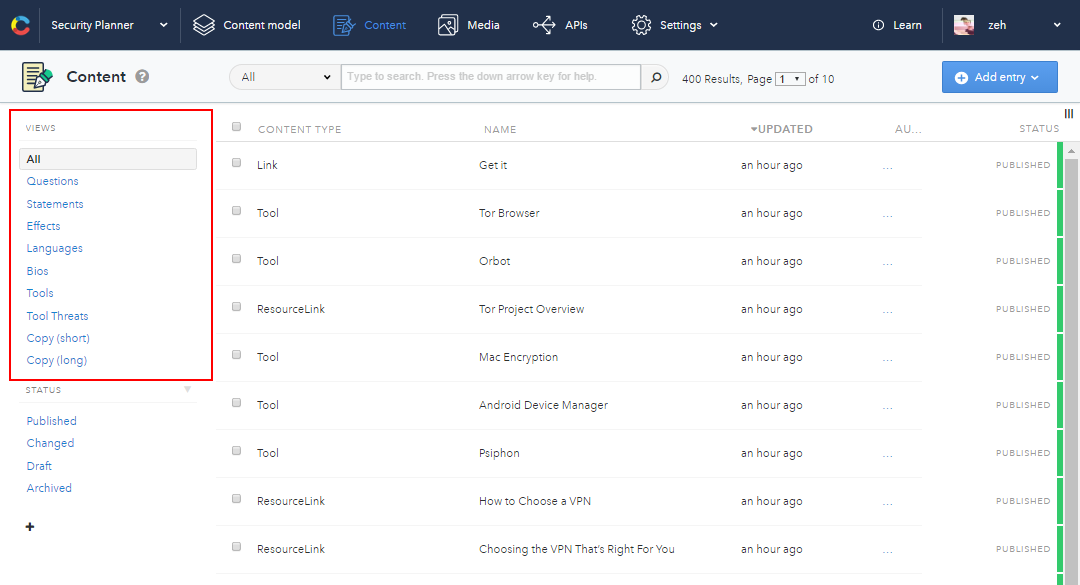 Security Planner Content model Content Media APIs Settings Learn zeh
Content ? All Type to search. Press the down arrow key for help. 400 Results, Page 1 of 10 Add entry
VIEWS
All
Questions
Statements
Effects
Languages
Bios
Tools
Tool Threats
Copy (short)
Copy (long)
STATUS
Published
Changed
Draft
Archived
+
CONTENT TYPE NAME UPDATED AU... STATUS
Link Get it an hour ago ... PUBLISHED
Tool Tor Browser an hour ago ... PUBLISHED
Tool Orbot an hour ago ... PUBLISHED
ResourceLink Tor Project Overview an hour ago ... PUBLISHED
Tool Mac Encryption an hour ago ... PUBLISHED
Tool Android Device Manager an hour ago ... PUBLISHED
Tool Psiphon an hour ago ... PUBLISHED
ResourceLink How to Choose a VPN an hour ago ... PUBLISHED
ResourceLink Choosing the VPN That's Right For You an hour ago ... PUBLISHED